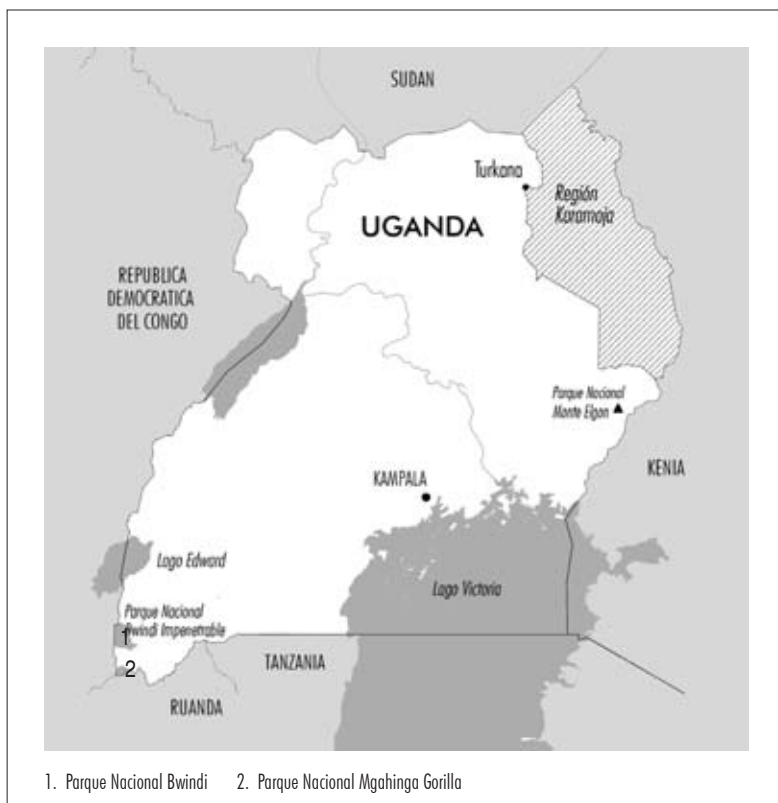 SUDAN
Turkana
Región
Karamoja
UGANDA
REPUBLICA
DEMOCRATICA
DEL CONGO
Parque Nacional
Monte Elgon
KENIA
KAMPALA
Lago Edward
Lago Victoria
Parque Nacional
Bwindi Impenetrable
1
2
TANZANIA
RUANDA
1. Parque Nacional Bwindi 2. Parque Nacional Mgahinga Gorilla